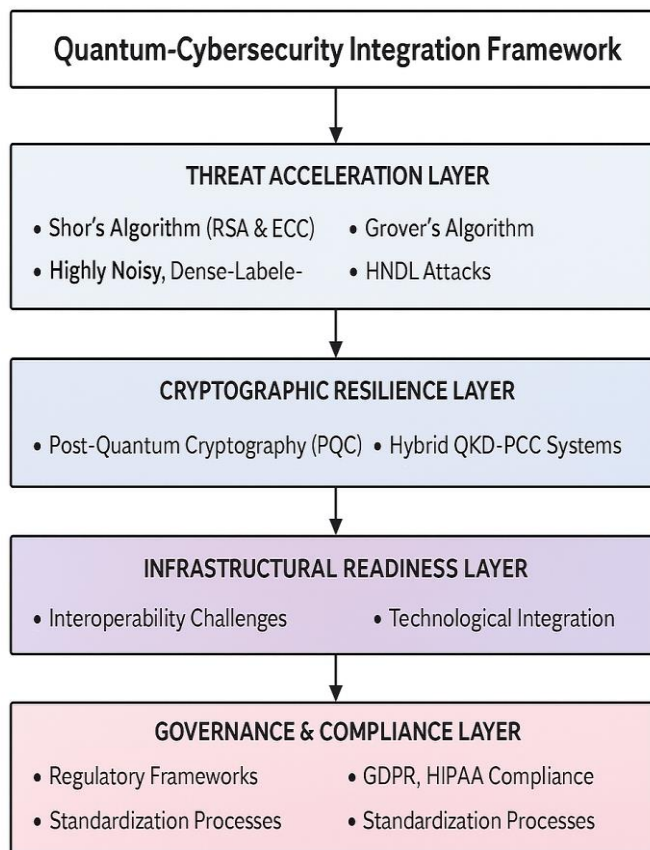 Quantum-Cybersecurity Integration Framework
THREAT ACCELERATION LAYER
• Shor's Algorithm (RSA & ECC) • Grover's Algorithm
• Highly Noisy, Dense-Labele- • HNDL Attacks
CRYPTOGRAPHIC RESILIENCE LAYER
• Post-Quantum Cryptography (PQC) • Hybrid QKD-PCC Systems
INFRASTRUCTURAL READINESS LAYER
• Interoperability Challenges • Technological Integration
GOVERNANCE & COMPLIANCE LAYER
• Regulatory Frameworks • GDPR, HIPAA Compliance
• Standardization Processes • Standardization Processes